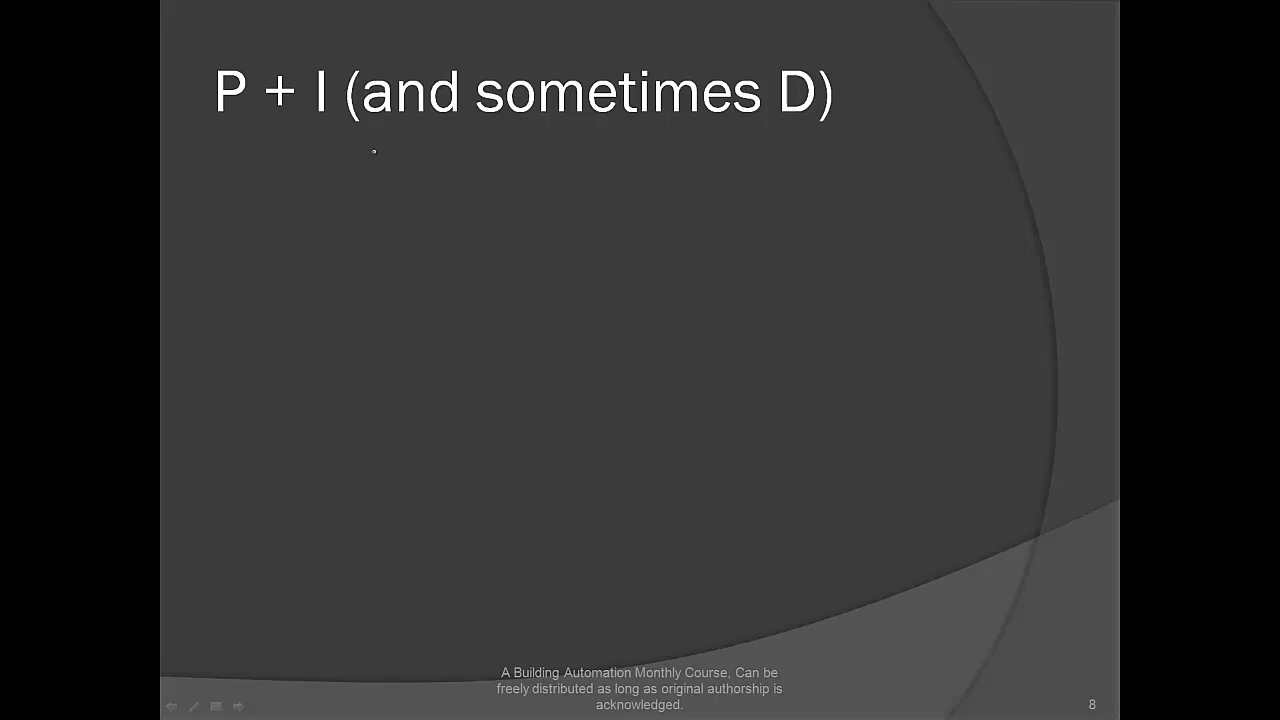 P + I (and sometimes D)
A Building Automation Monthly Course, Can be
freely distributed as long as original authorship is
acknowledged.
8